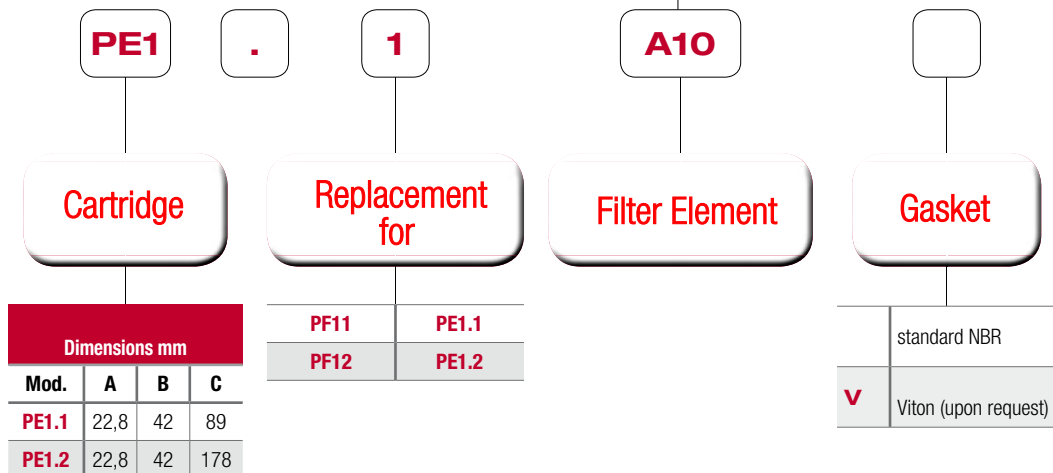 PE1 . 1 A10
Cartridge
Replacement
for
Filter Element
Gasket
Dimensions mm
Mod. A B C
PE1.1 22,8 42 89
PE1.2 22,8 42 178
PF11 PE1.1
PF12 PE1.2
standard NBR
V Viton (upon request)